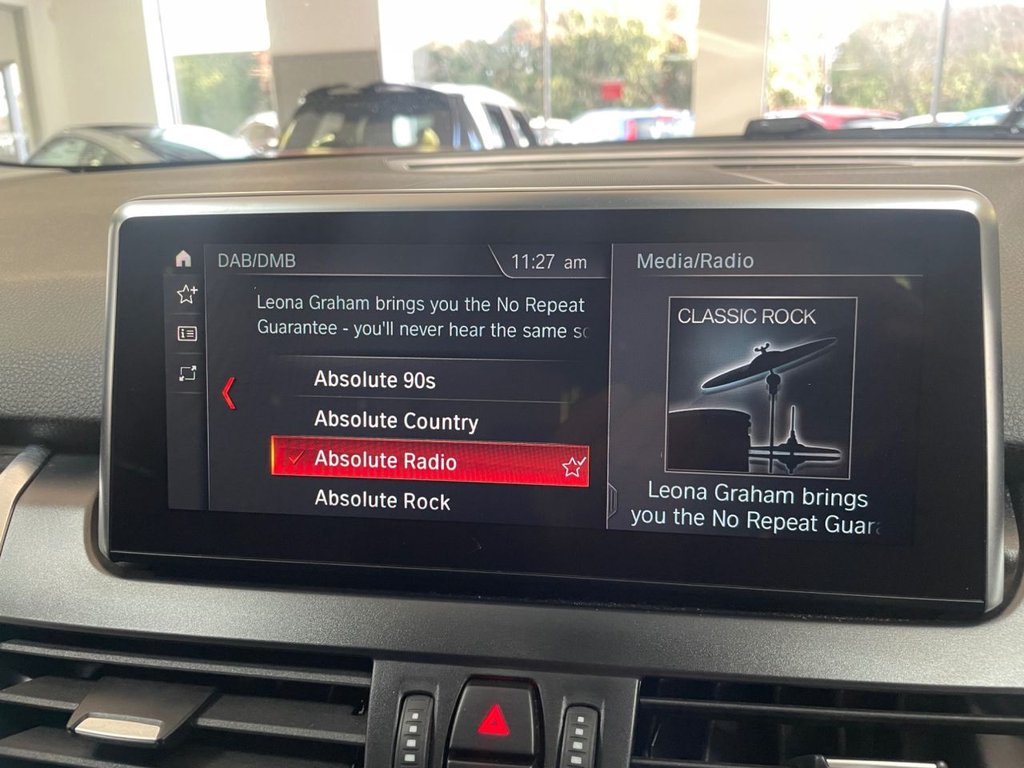 DAB/DMB
11:27 am
Leona Graham brings you the No Repeat
Guarantee - you'll never hear the same
Absolute 90s
Absolute Country
Absolute Radio
Absolute Rock
Media/Radio
CLASSIC ROCK
Leona Graham brings
you the No Repeat Guar